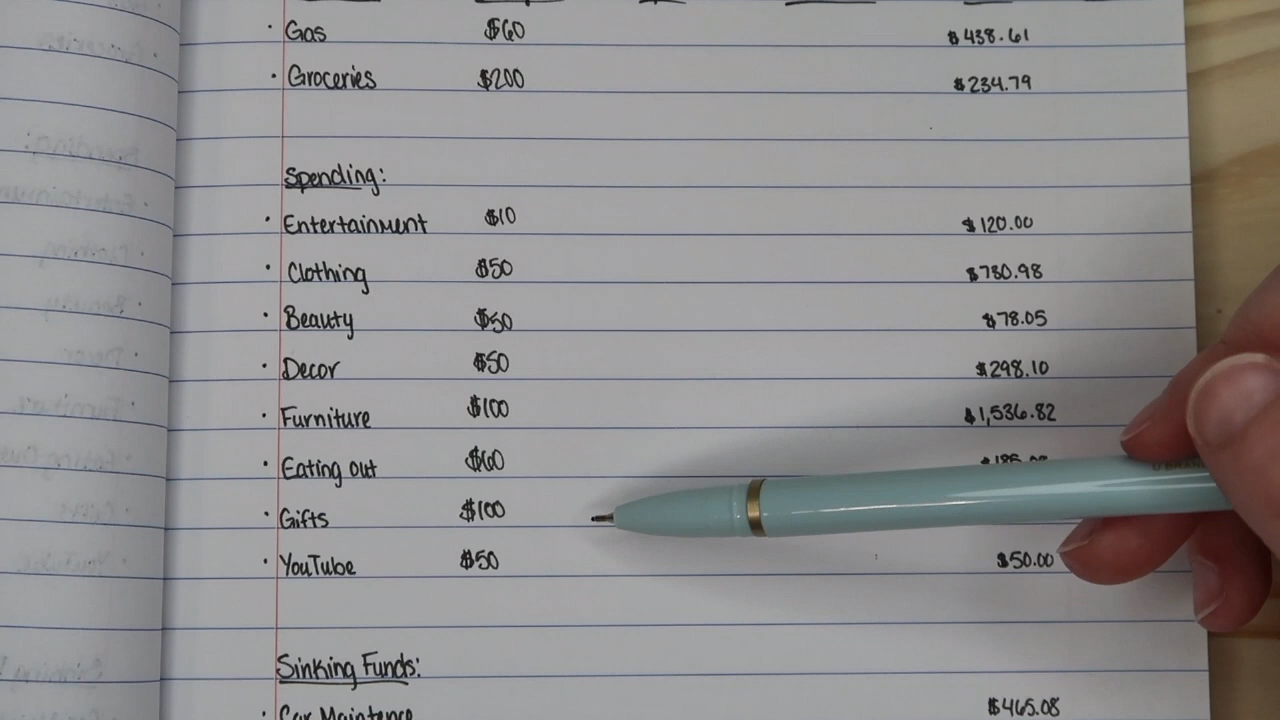 · Gas $60 $438.61
· Groceries $200 $234.79
Spending:
· Entertainment $10 $120.00
· Clothing $50 $780.98
· Beauty $50 $78.05
· Decor $50 $298.10
· Furniture $100 $1,536.82
· Eating out $60
· Gifts $100
· YouTube $50 $50.00
Sinking Funds:
· Car Maintence $465.08